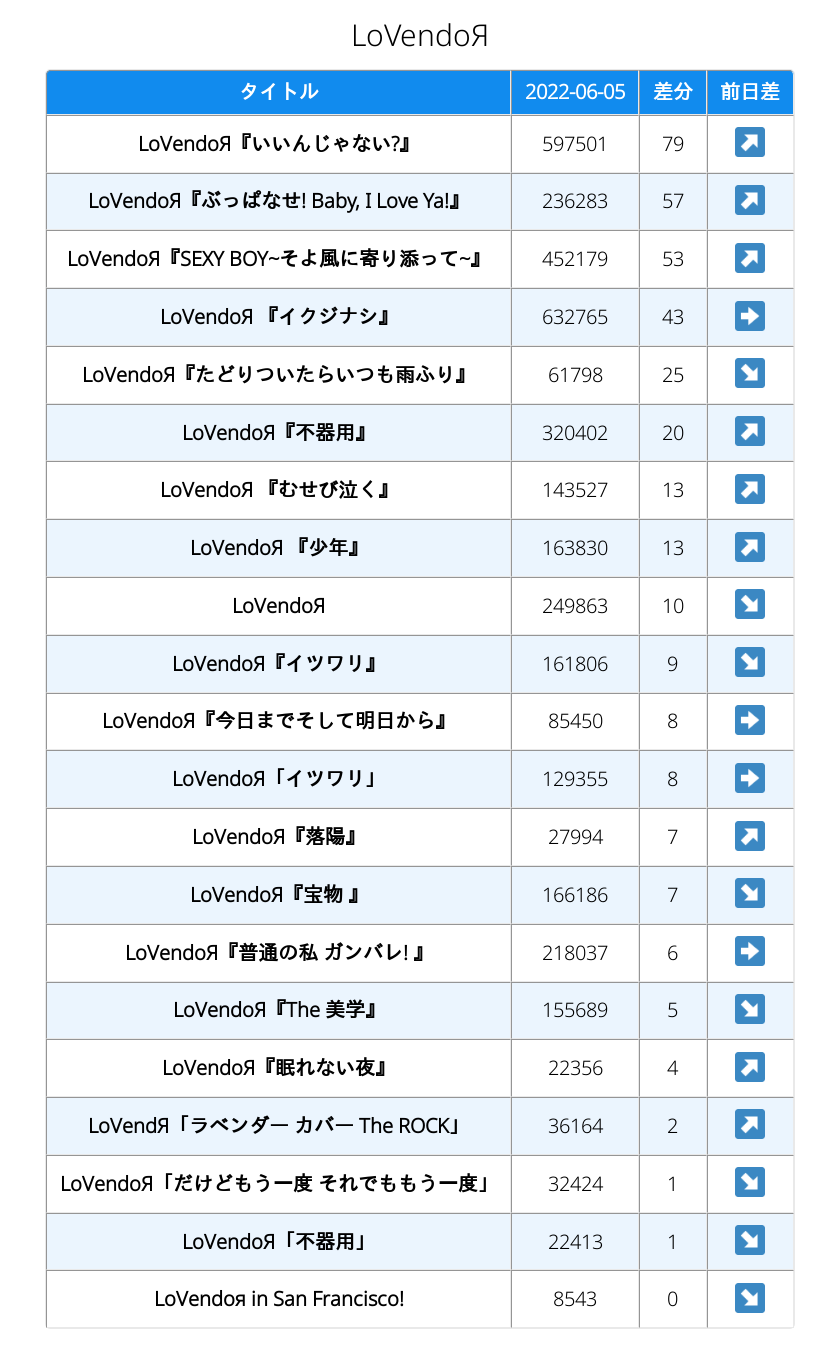 LoVendoЯ
タイトル 2022-06-05 差分 前日差
LoVendoЯ『いいんじゃない?』 597501 79 ↗
LoVendoЯ『ぶっぱなせ! Baby, I Love Ya!』 236283 57 ↗
LoVendoЯ『SEXY BOY~そよ風に寄り添って~』 452179 53 ↗
LoVendoЯ 『イクジナシ』 632765 43 ➡
LoVendoЯ『たどりついたらいつも雨ふり』 61798 25 ↘
LoVendoЯ『不器用』 320402 20 ↗
LoVendoЯ 『むせび泣く』 143527 13 ↗
LoVendoЯ 『少年』 163830 13 ↗
LoVendoЯ 249863 10 ↘
LoVendoЯ『イツワリ』 161806 9 ↘
LoVendoЯ『今日までそして明日から』 85450 8 ➡
LoVendoЯ「イツワリ」 129355 8 ➡
LoVendoЯ『落陽』 27994 7 ↗
LoVendoЯ『宝物 』 166186 7 ↘
LoVendoЯ『普通の私 ガンバレ! 』 218037 6 ➡
LoVendoЯ『The 美学』 155689 5 ↘
LoVendoЯ『眠れない夜』 22356 4 ↗
LoVendЯ「ラベンダー カバー The ROCK」 36164 2 ↗
LoVendoЯ「だけどもう一度 それでももう一度」 32424 1 ↘
LoVendoЯ「不器用」 22413 1 ↘
LoVendoя in San Francisco! 8543 0 ↘